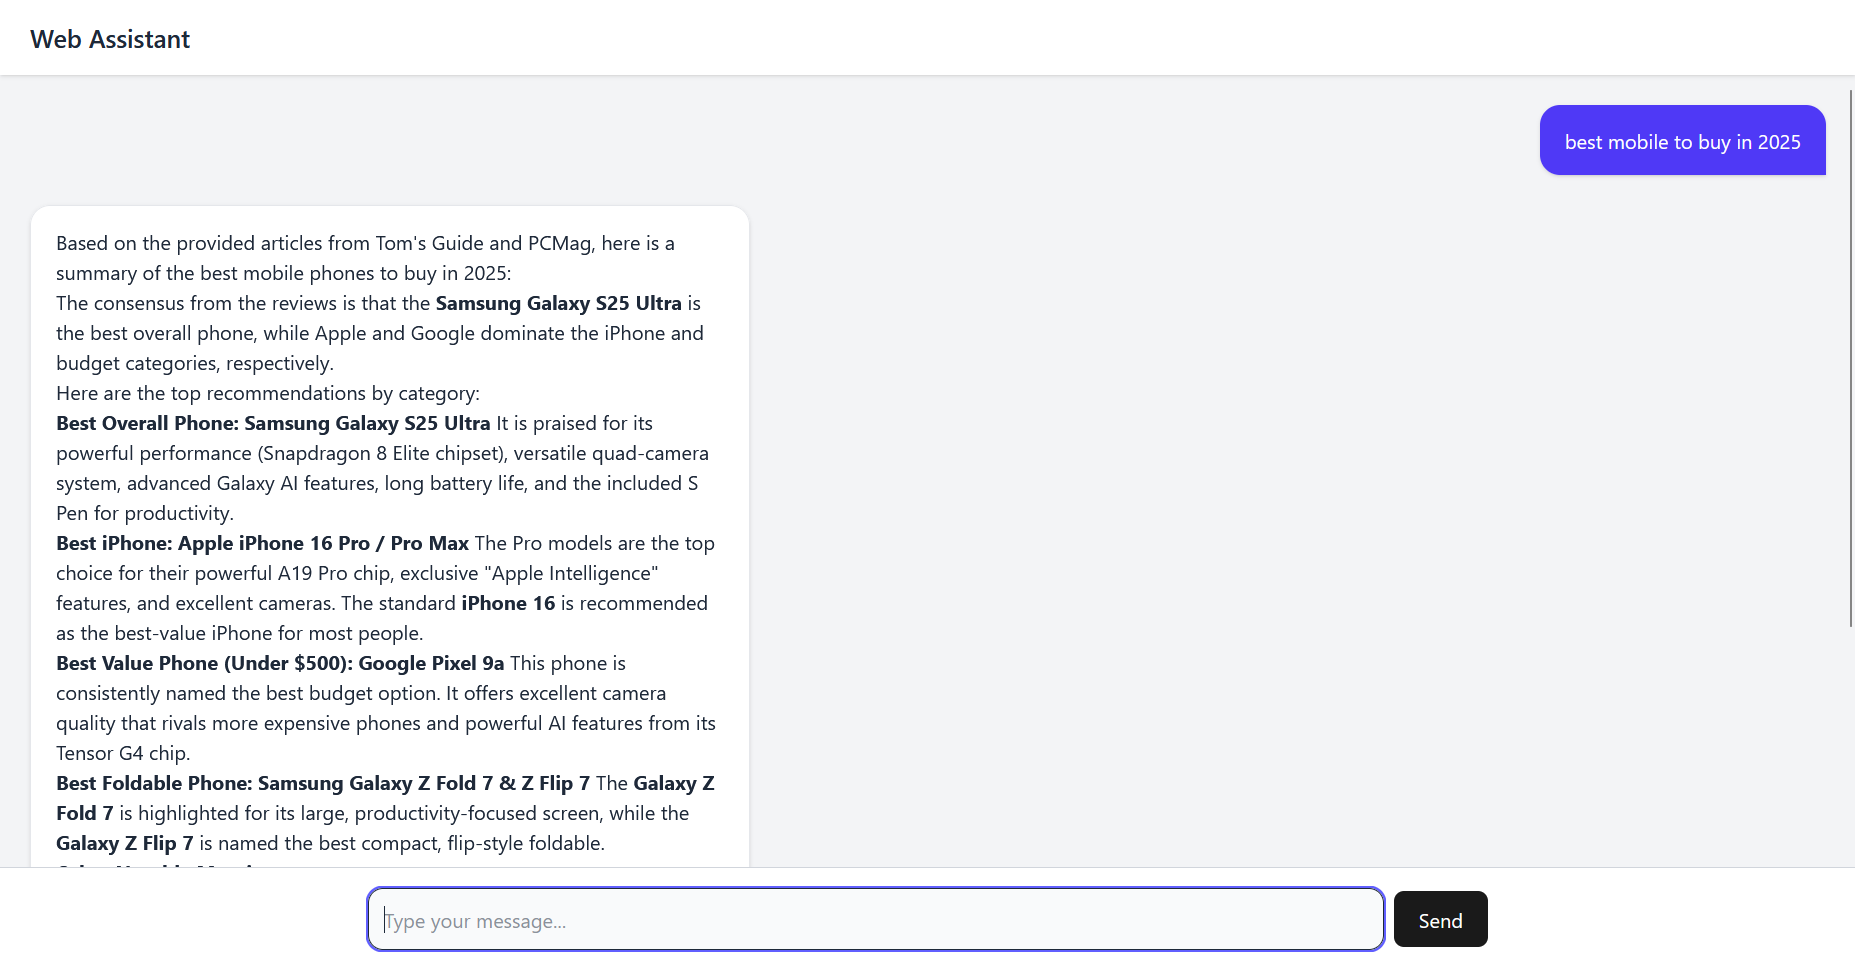 Web Assistant
best mobile to buy in 2025
Based on the provided articles from Tom's Guide and PCMag, here is a
summary of the best mobile phones to buy in 2025:
The consensus from the reviews is that the Samsung Galaxy S25 Ultra is
the best overall phone, while Apple and Google dominate the iPhone and
budget categories, respectively.
Here are the top recommendations by category:
Best Overall Phone: Samsung Galaxy S25 Ultra It is praised for its
powerful performance (Snapdragon 8 Elite chipset), versatile quad-camera
system, advanced Galaxy AI features, long battery life, and the included S
Pen for productivity.
Best iPhone: Apple iPhone 16 Pro / Pro Max The Pro models are the top
choice for their powerful A19 Pro chip, exclusive "Apple Intelligence"
features, and excellent cameras. The standard iPhone 16 is recommended
as the best-value iPhone for most people.
Best Value Phone (Under $500): Google Pixel 9a This phone is
consistently named the best budget option. It offers excellent camera
quality that rivals more expensive phones and powerful AI features from its
Tensor G4 chip.
Best Foldable Phone: Samsung Galaxy Z Fold 7 & Z Flip 7 The Galaxy Z
Fold 7 is highlighted for its large, productivity-focused screen, while the
Galaxy Z Flip 7 is named the best compact, flip-style foldable.
Type your message...
Send